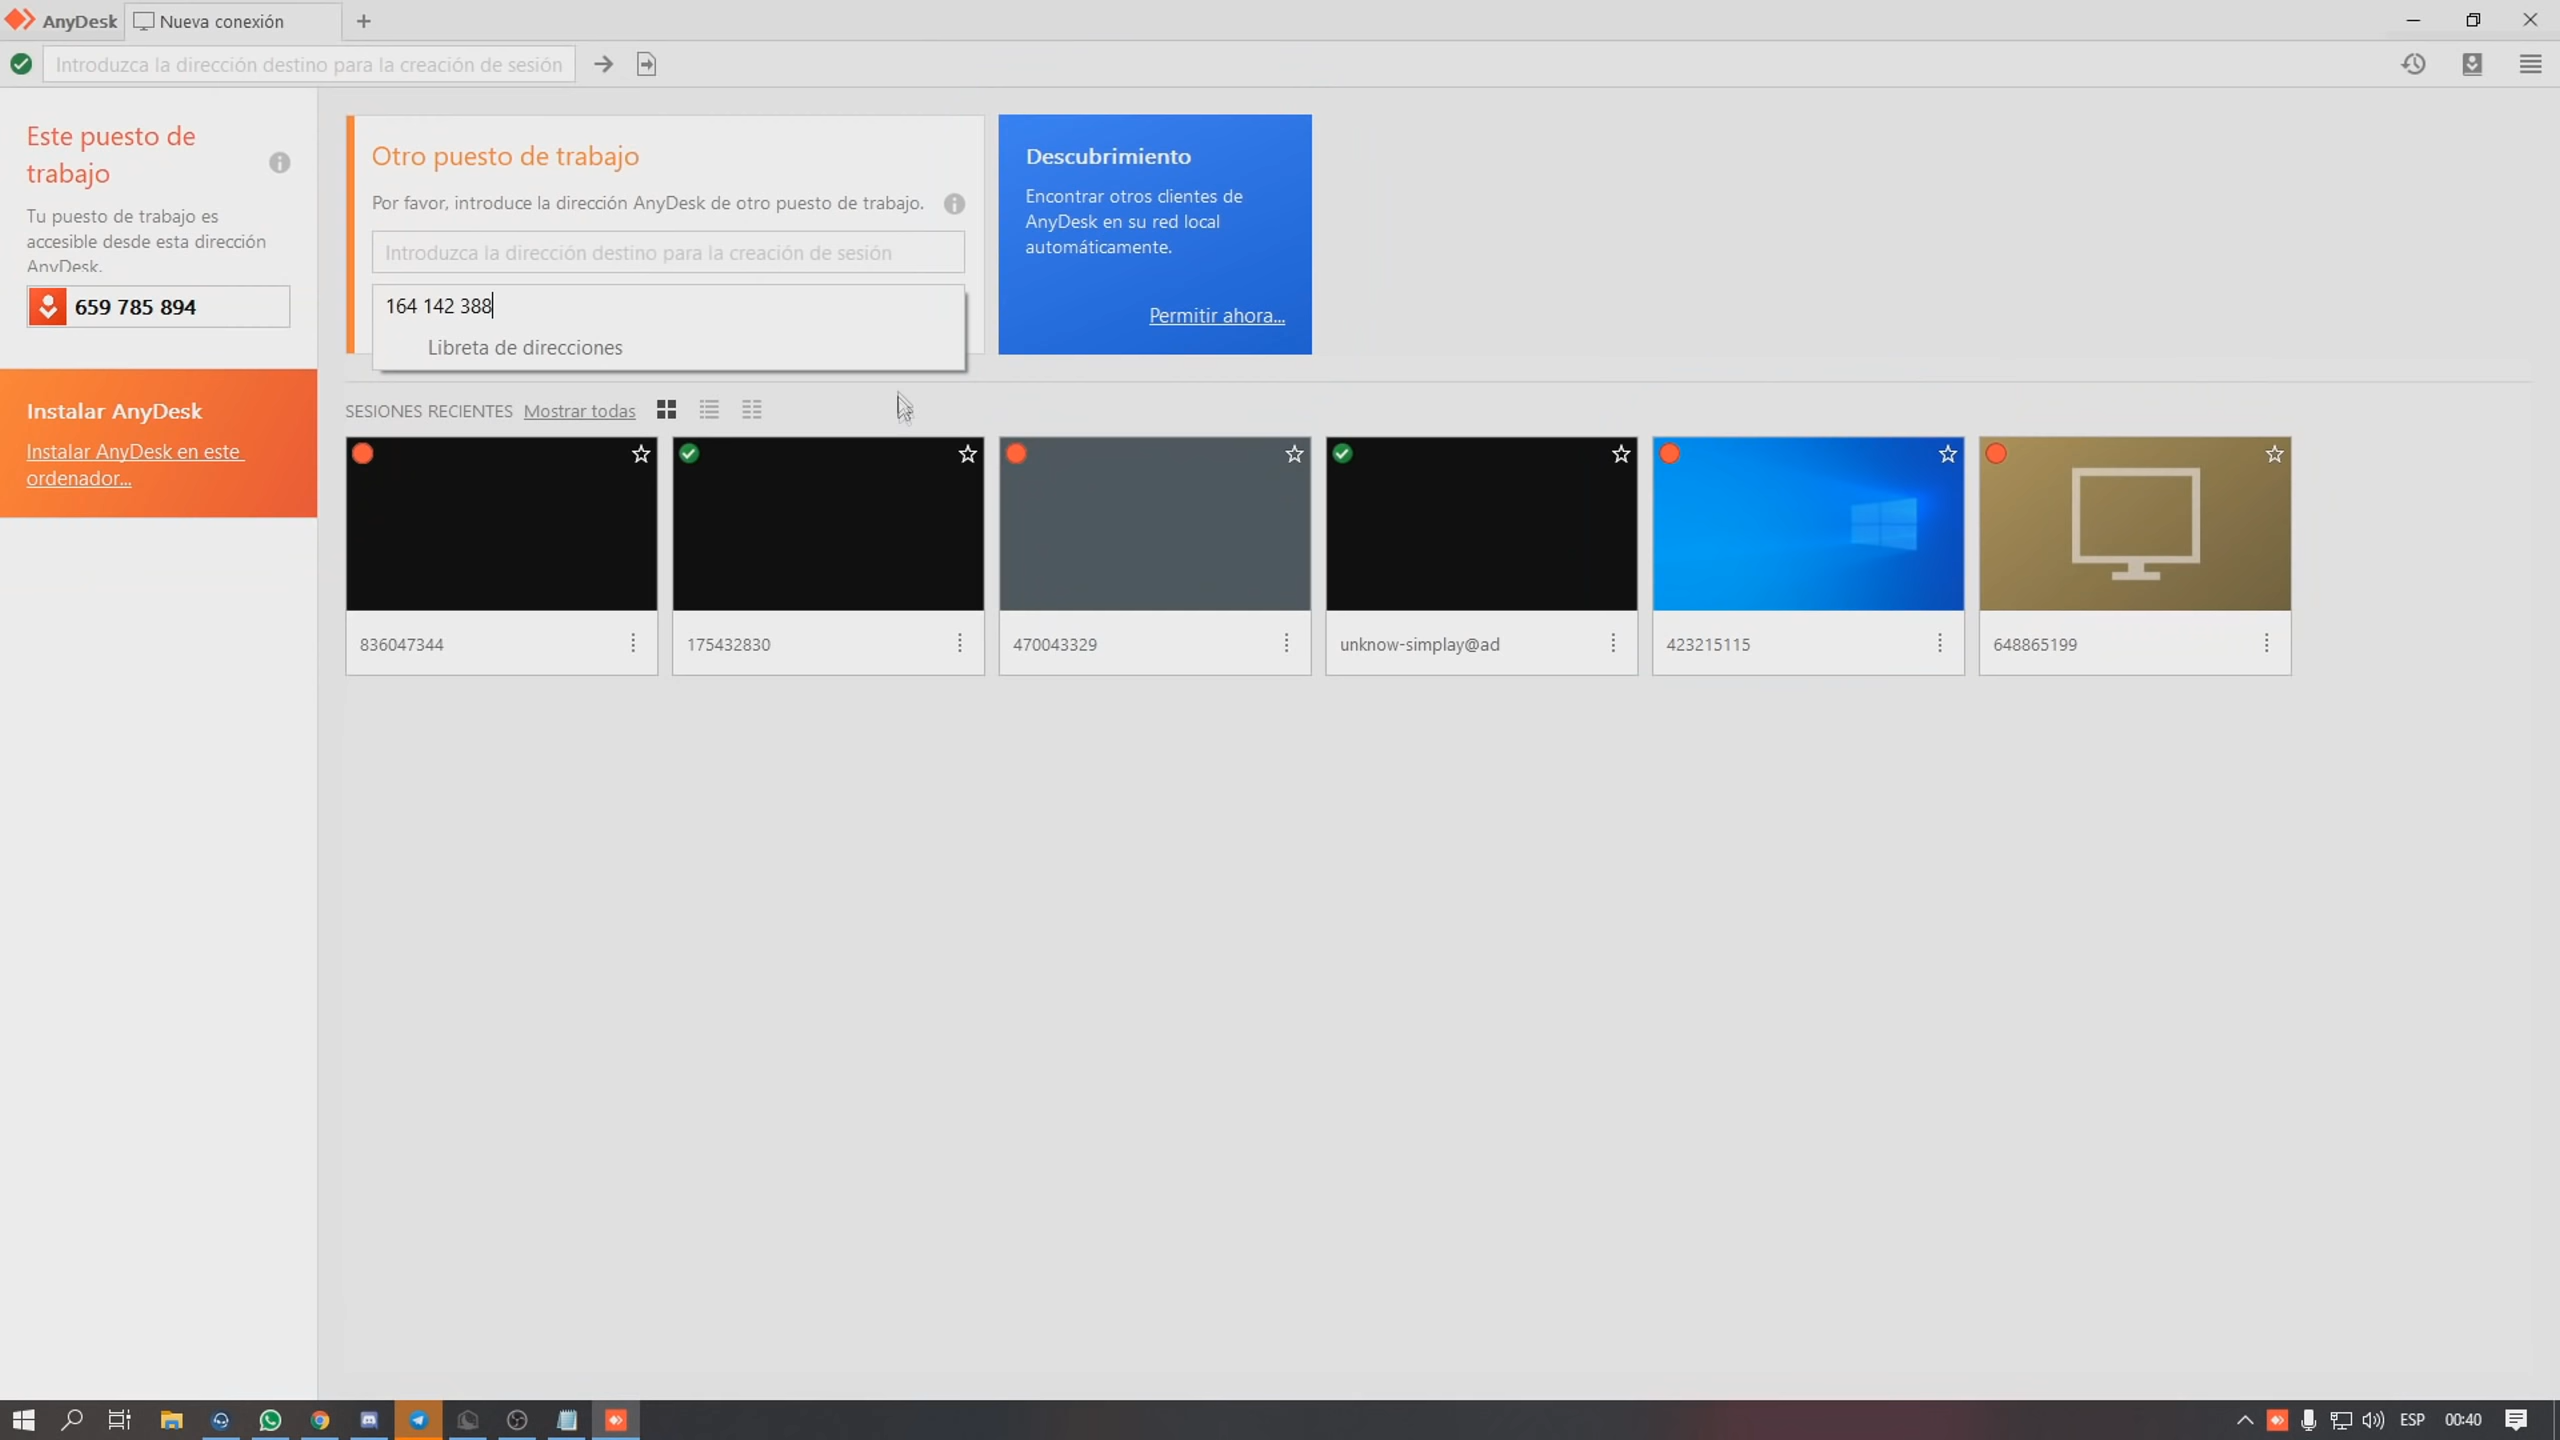 AnyDesk
Nueva conexión
Introduzca la dirección destino para la creación de sesión
Este puesto de
trabajo
Tu puesto de trabajo es
accesible desde esta dirección
AnyDesk.
659 785 894
Instalar AnyDesk
Instalar AnyDesk en este
ordenador...
Otro puesto de trabajo
Por favor, introduce la dirección AnyDesk de otro puesto de trabajo.
Introduzca la dirección destino para la creación de sesión
164 142 388
Libreta de direcciones
Descubrimiento
Encontrar otros clientes de
AnyDesk en su red local
automáticamente.
Permitir ahora...
SESIONES RECIENTES Mostrar todas
836047344
175432830
470043329
unknow-simplay@ad
423215115
648865199
ESP
00:40